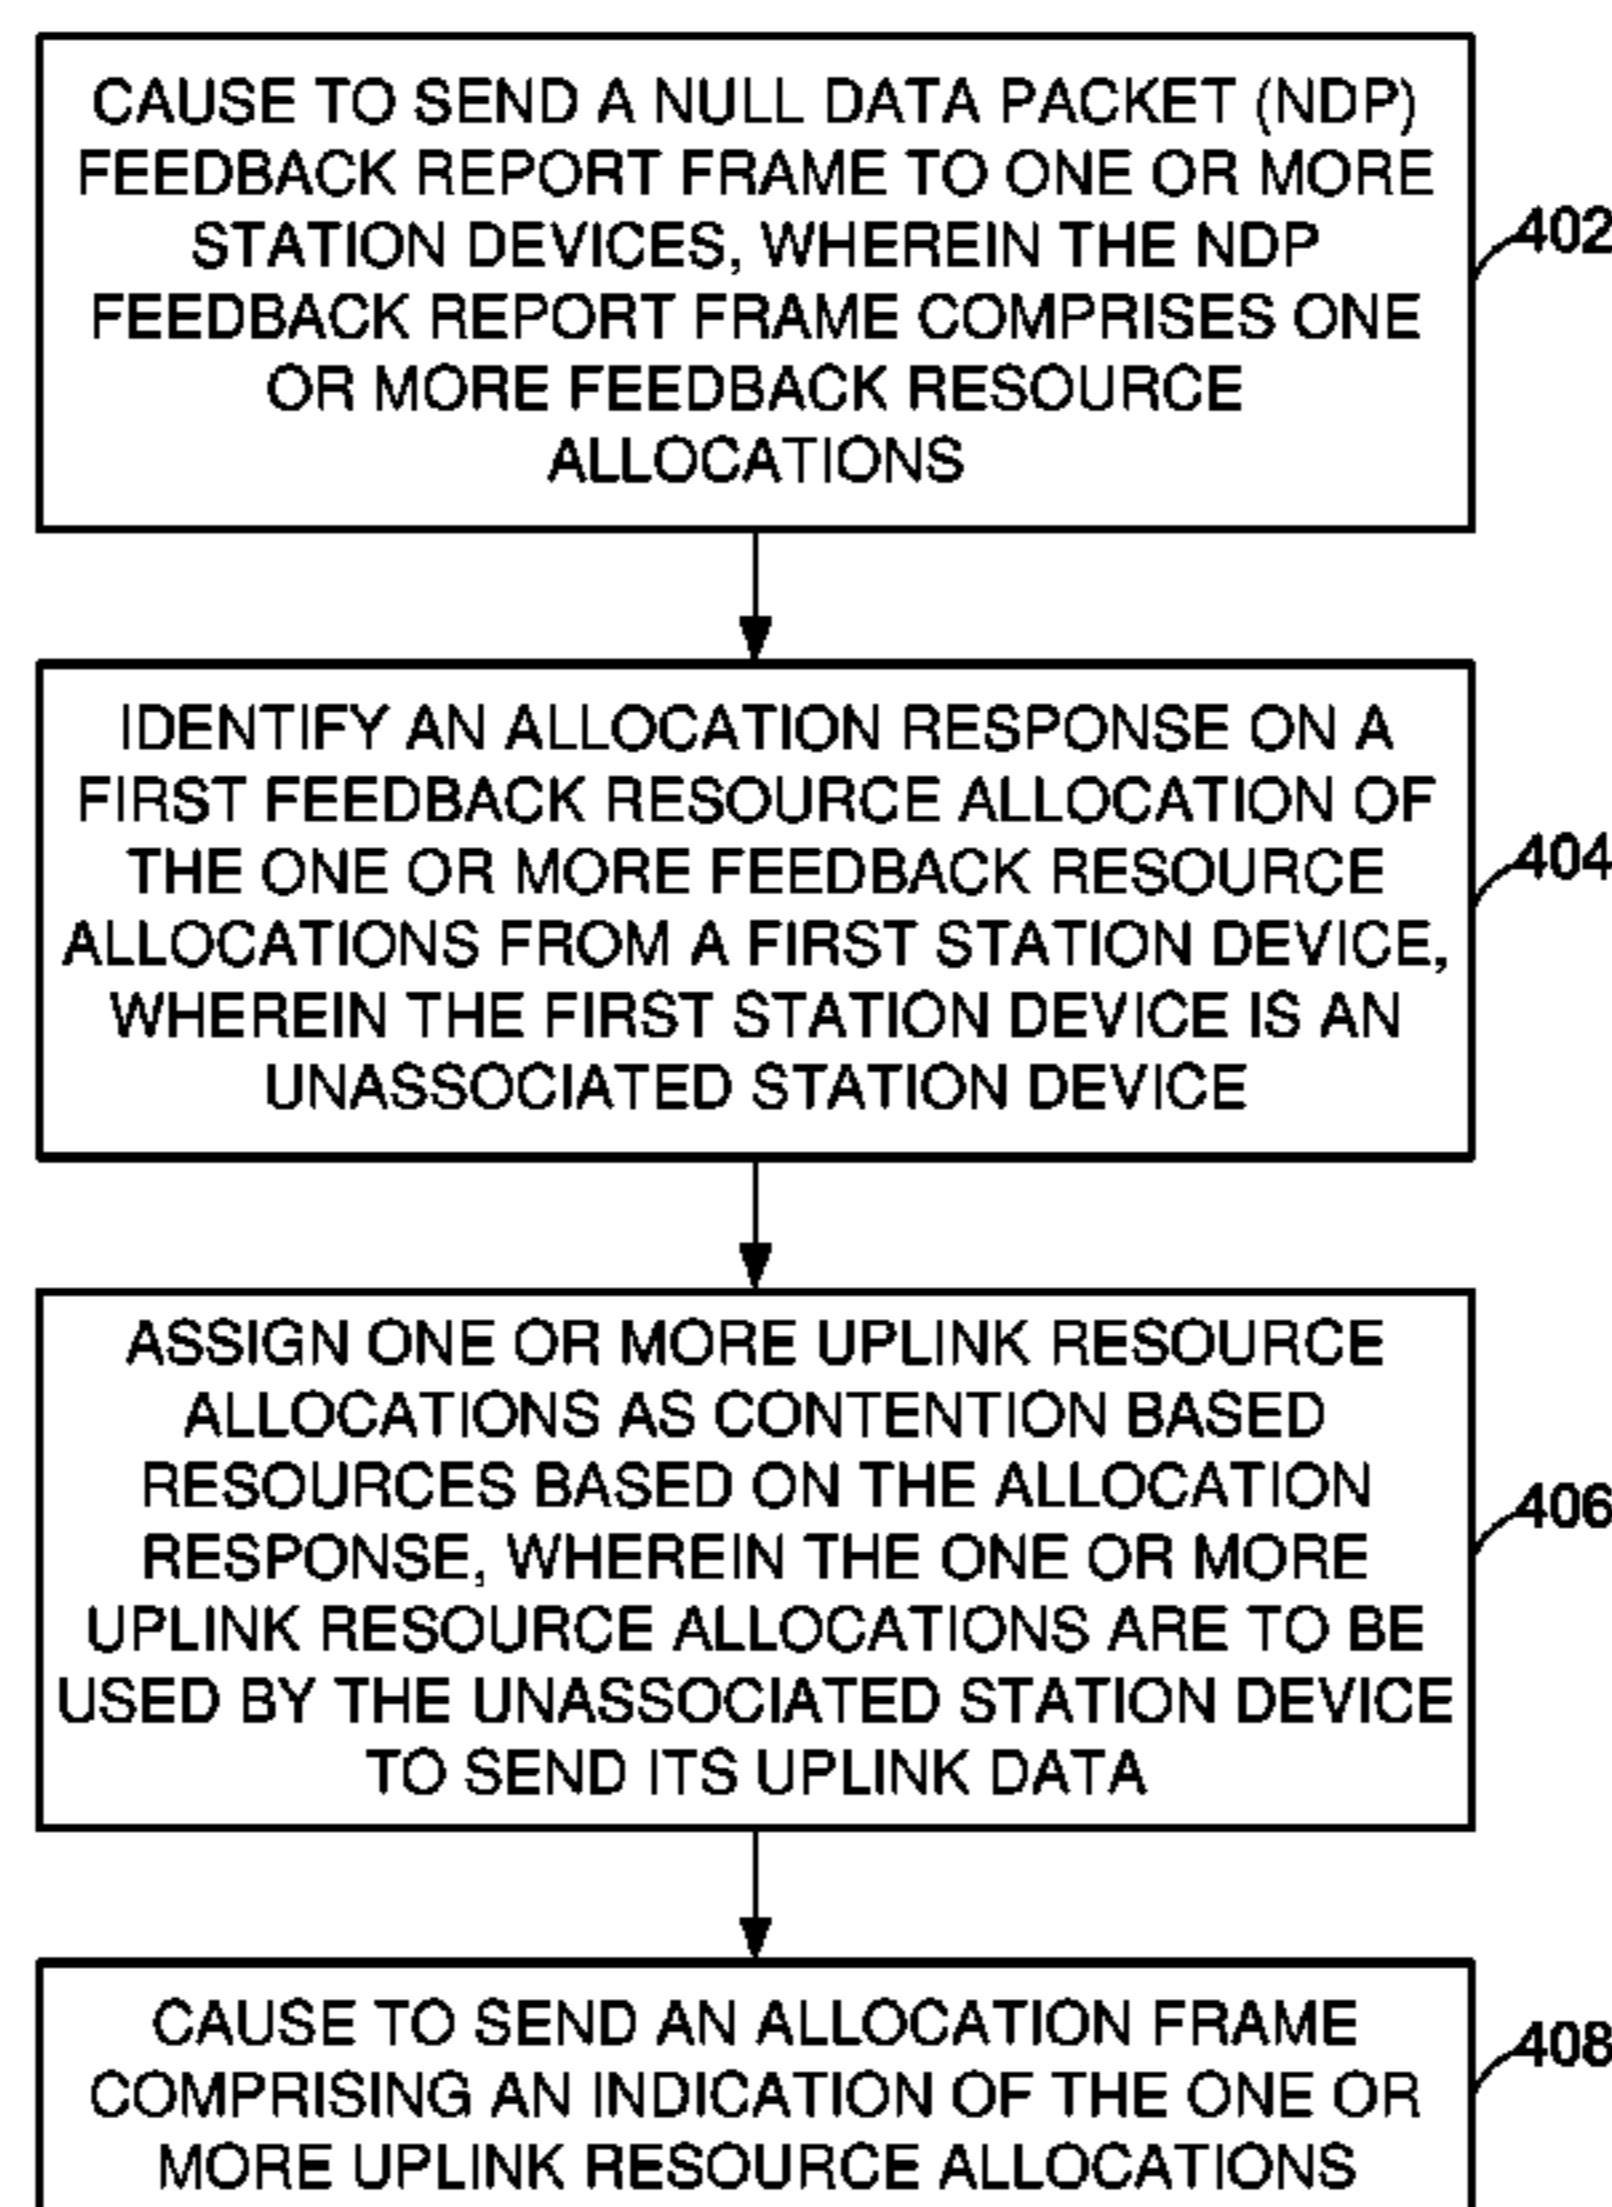 CAUSE TO SEND A NULL DATA PACKET (NDP)
FEEDBACK REPORT FRAME TO ONE OR MORE
STATION DEVICES, WHEREIN THE NDP
FEEDBACK REPORT FRAME COMPRISES ONE
OR MORE FEEDBACK RESOURCE
ALLOCATIONS
402
IDENTIFY AN ALLOCATION RESPONSE ON A
FIRST FEEDBACK RESOURCE ALLOCATION OF
THE ONE OR MORE FEEDBACK RESOURCE
ALLOCATIONS FROM A FIRST STATION DEVICE,
WHEREIN THE FIRST STATION DEVICE IS AN
UNASSOCIATED STATION DEVICE
404
ASSIGN ONE OR MORE UPLINK RESOURCE
ALLOCATIONS AS CONTENTION BASED
RESOURCES BASED ON THE ALLOCATION
RESPONSE, WHEREIN THE ONE OR MORE
UPLINK RESOURCE ALLOCATIONS ARE TO BE
USED BY THE UNASSOCIATED STATION DEVICE
TO SEND ITS UPLINK DATA
406
CAUSE TO SEND AN ALLOCATION FRAME
COMPRISING AN INDICATION OF THE ONE OR
MORE UPLINK RESOURCE ALLOCATIONS
408